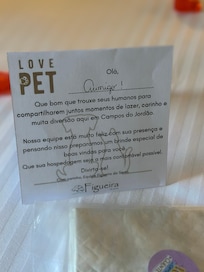 LOVE
PET
Olá,
Amigo!
Que bom que trouxe seus humanos para
compartilharem juntos momentos de lazer, carinho e
muita diversão aqui em Campos do Jordão.
Nossa equipe está muito feliz com sua presença e
pensando nisso preparamos um brinde especial de
boas vindas para você.
Que sua hospedagem seja a mais confortável possível.
Divirta-se!
Figueira